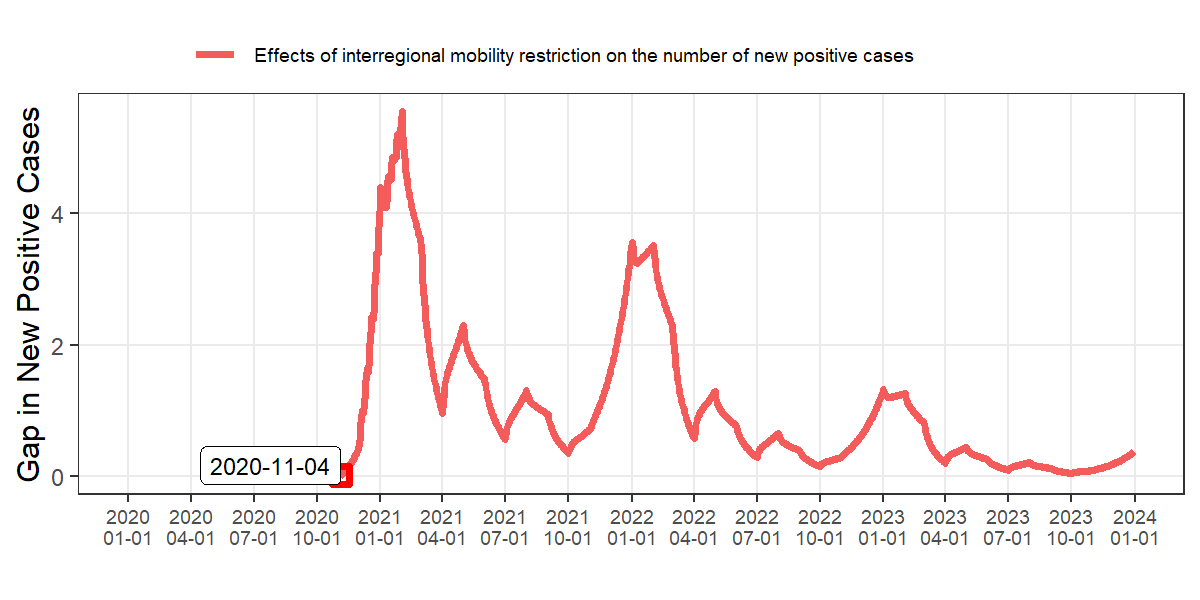 Effects of interregional mobility restriction on the number of new positive cases
Gap in New Positive Cases
4
2
0
2020-11-04
2020 2020 2020 2020 2021 2021 2021 2021 2022 2022 2022 2022 2023 2023 2023 2023 2024
01-01 04-01 07-01 10-01 01-01 04-01 07-01 10-01 01-01 04-01 07-01 10-01 01-01 04-01 07-01 10-01 01-01